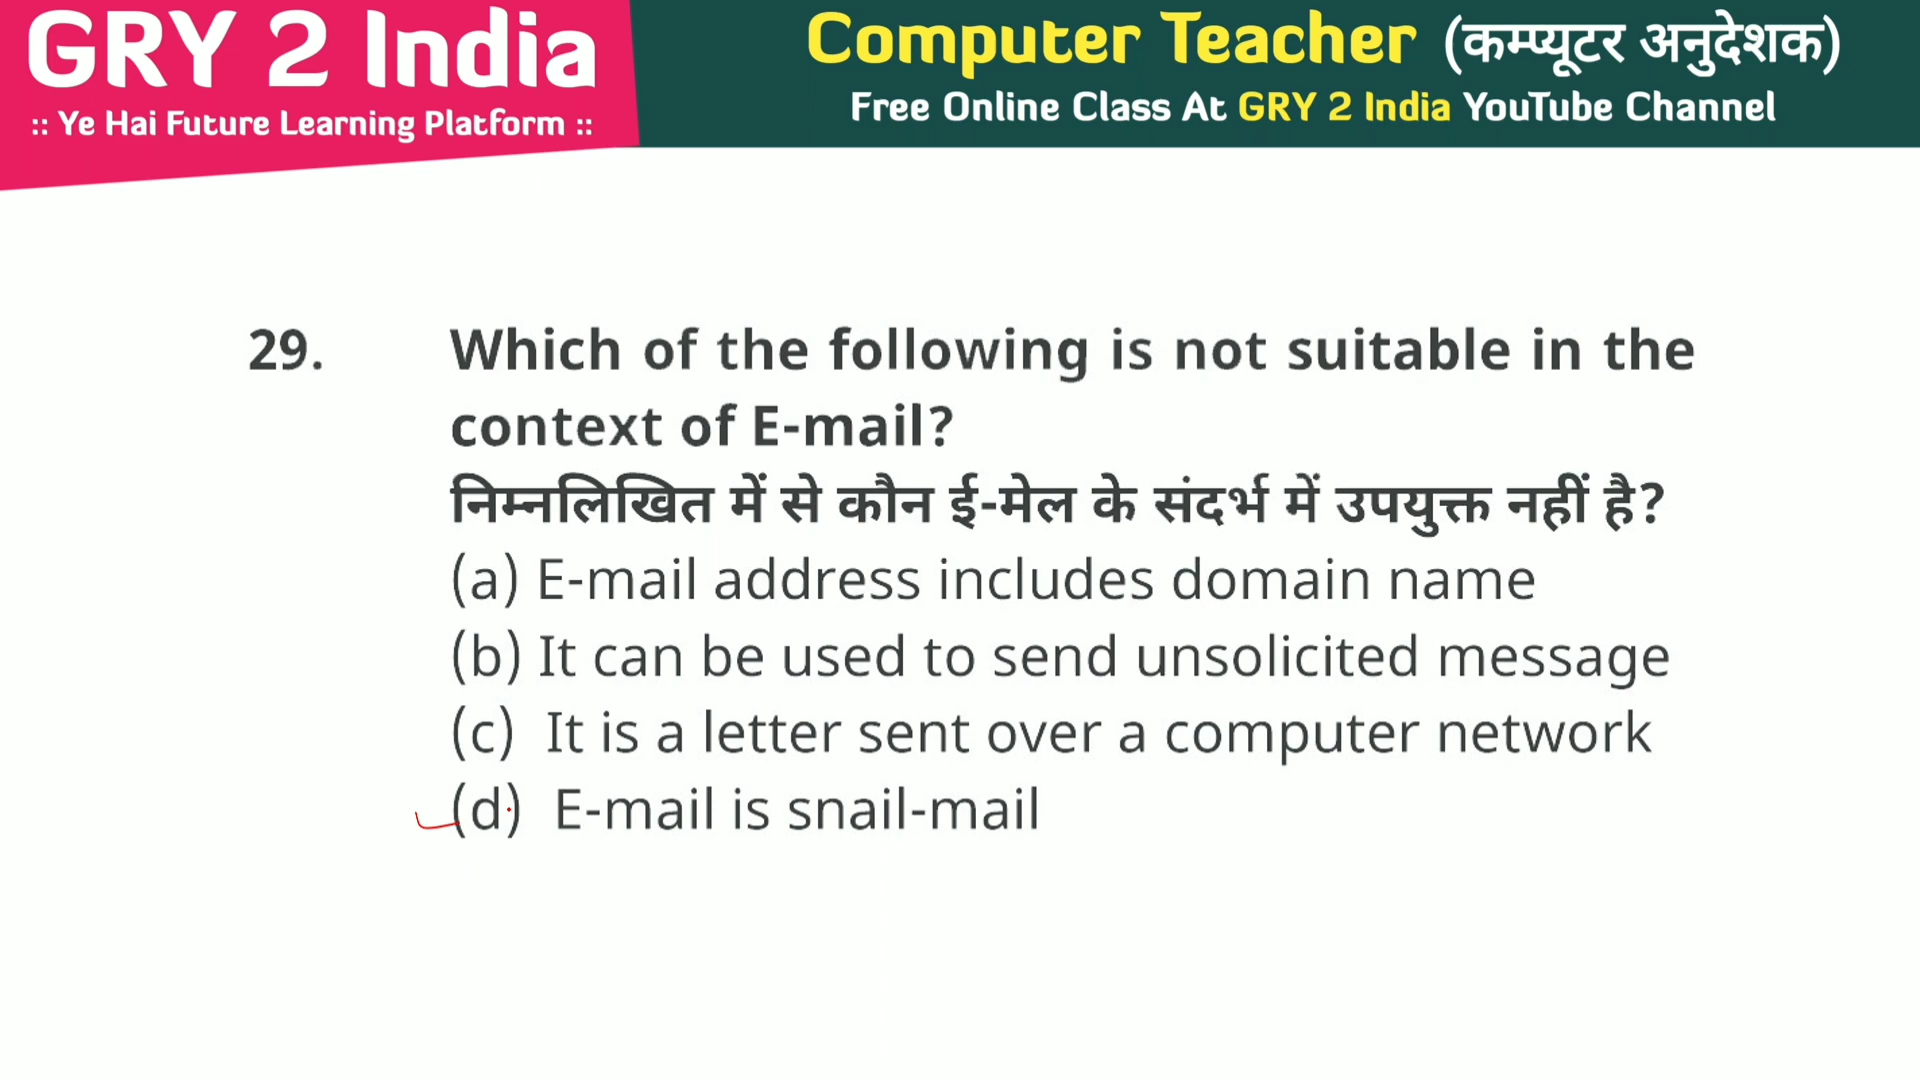 GRY 2 India
:: Ye Hai Future Learning Platform ::
Computer Teacher (कम्प्यूटर अनुदेशक)
Free Online Class At GRY 2 India YouTube Channel
29. Which of the following is not suitable in the
context of E-mail?
निम्नलिखित में से कौन ई-मेल के संदर्भ में उपयुक्त नहीं है?
(a) E-mail address includes domain name
(b) It can be used to send unsolicited message
(c) It is a letter sent over a computer network
(d) E-mail is snail-mail